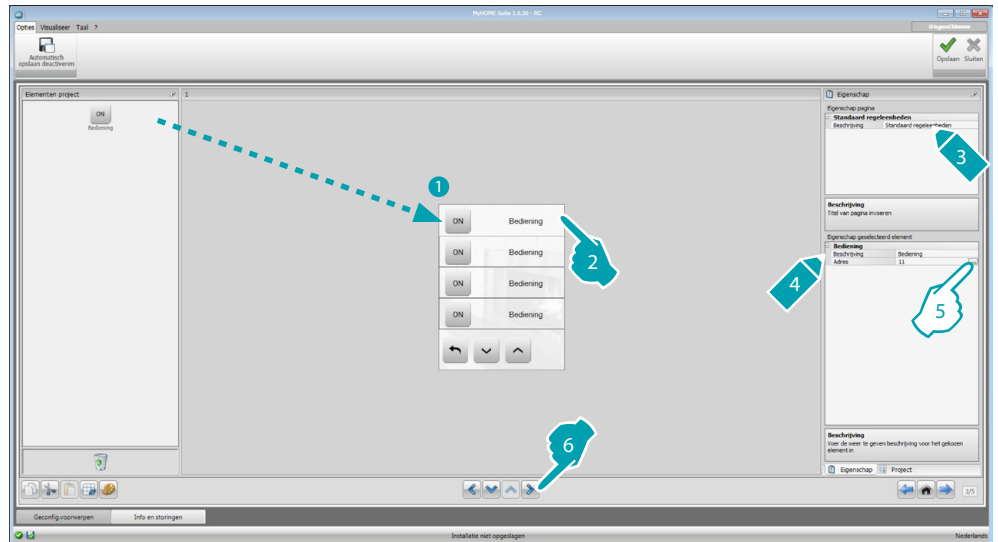 MyHOME Suite 1.0.20 - RC
Opties Visualiseer Taal ?
Automatisch
opslaan deactiveren
Opslaan Sluiten
Elementen project
1
Eigenschap
ON
Bediening
Eigenschap pagina
Standaard regeleenheden
Beschrijving Standaard regeleenheden
3
Beschrijving
Titel van pagina invoeren
1
ON Bediening
2
ON Bediening
ON Bediening
ON Bediening
Eigenschap geselecteerd element
Bediening
Beschrijving Bediening
Adres 11
4
5
6
Beschrijving
Voer de weer te geven beschrijving voor het gekozen
element in
Eigenschap Project
3/5
Geconfig.voorwerpen Info en storingen
Installatie niet opgeslagen
Nederlands